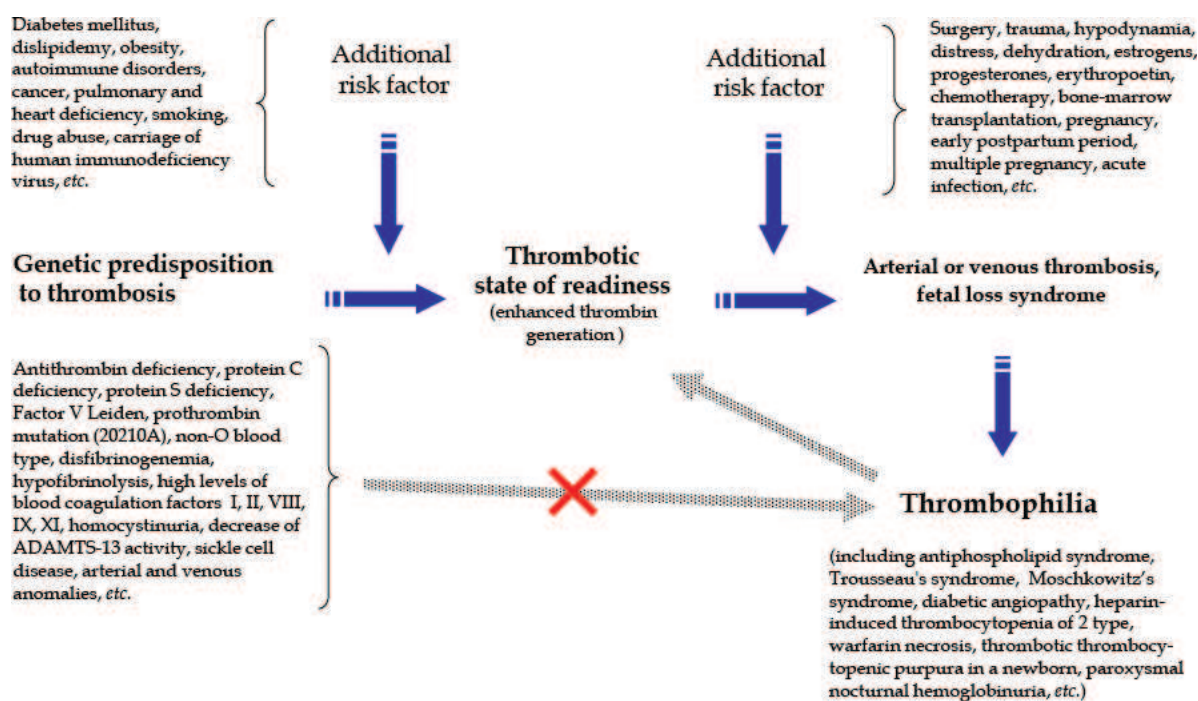 Diabetes mellitus,
dislipidemy, obesity,
autoimmune disorders,
cancer, pulmonary and
heart deficiency, smoking,
drug abuse, carriage of
human immunodeficiency
virus, etc.
Additional
risk factor
Additional
risk factor
Surgery, trauma, hypodynamia,
distress, dehydration, estrogens,
progesterones, erythropoetin,
chemotherapy, bone-marrow
transplantation, pregnancy,
early postpartum period,
multiple pregnancy, acute
infection, etc.
Genetic predisposition
to thrombosis
Thrombotic
state of readiness
(enhanced thrombin
generation )
Arterial or venous thrombosis,
fetal loss syndrome
Antithrombin deficiency, protein C
deficiency, protein S deficiency,
Factor V Leiden, prothrombin
mutation (20210A), non-O blood
type, disfibrinogenemia,
hypofibrinolysis, high levels of
blood coagulation factors I, II, VIII,
IX, XI, homocystinuria, decrease of
ADAMTS-13 activity, sickle cell
disease, arterial and venous
anomalies, etc.
Thrombophilia
(including antiphospholipid syndrome,
Trousseau's syndrome, Moschkowitz's
syndrome, diabetic angiopathy, heparin-
induced thrombocytopenia of 2 type,
warfarin necrosis, thrombotic thrombocy-
topenic purpura in a newborn, paroxysmal
nocturnal hemoglobinuria, etc.)